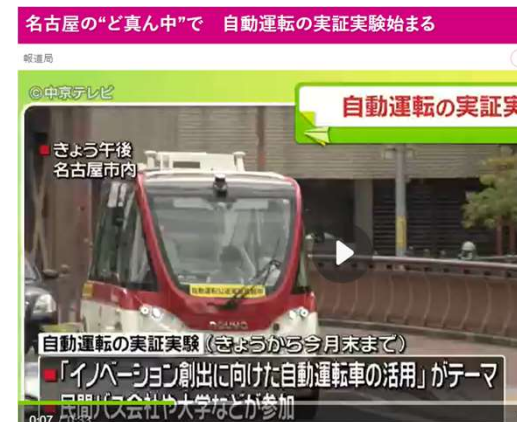 名古屋の“ど真ん中”で　自動運転の実証実験始まる
報道局
©中京テレビ
自動運転の実証実
■きょう午後
名古屋市内
自動運転の実証実験（きょうから今月末まで）
■「イノベーション創出に向けた自動運転車の活用」がテーマ
■民間バス会社や大学などが参加
0:07